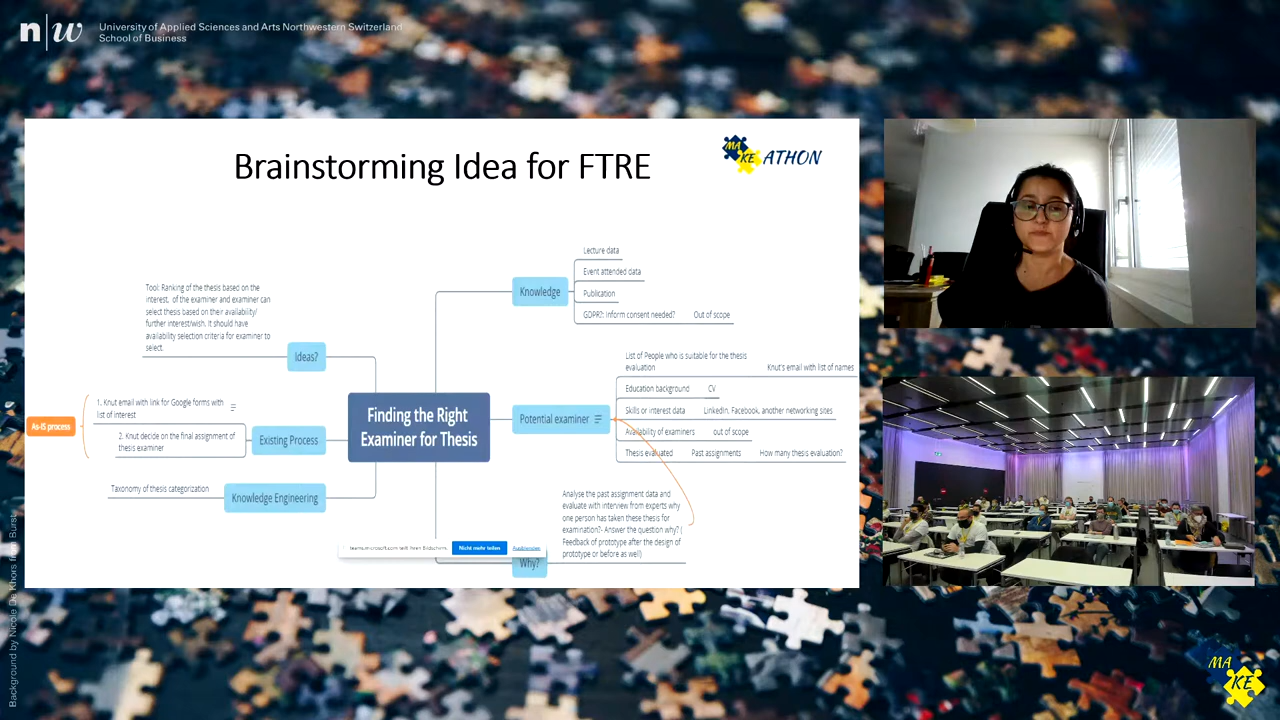 n w
University of Applied Sciences and Arts Northwestern Switzerland
School of Business
Brainstorming Idea for FTRE
MA
KE
ATHON
Lecture data
Event attended data
Knowledge
Publication
GDPR?: inform consent needed? Out of scope
Tool: Ranking of the thesis based on the
interest, of the examiner and examiner can
select thesis based on their availability/
further interest/wish. It should have
availability selection criteria for examiner to
select.
Ideas?
List of People who is suitable for the thesis
evaluation
Knut's email with list of names
Education background CV
Skills or interest data Linkedin, Facebook, another networking sites
Potential examiner
Availability of examiners out of scope
Thesis evaluated Past assignments How many thesis evaluation?
Finding the Right
Examiner for Thesis
As-IS process
1. Knut email with link for Google forms with
list of interest
2. Knut decide on the final assignment of
thesis examiner
Existing Process
Taxonomy of thesis categorization
Knowledge Engineering
Analyse the past assignment data and
evaluate with interview from experts why
one person has taken these thesis for
examination?- Answer the question why? (
Feedback of prototype after the design of
prototype or before as well)
Why?
teams.microsoft.com teilt Ihren Bildschirm.
Nicht mehr teilen
Ausblenden
MA
KE